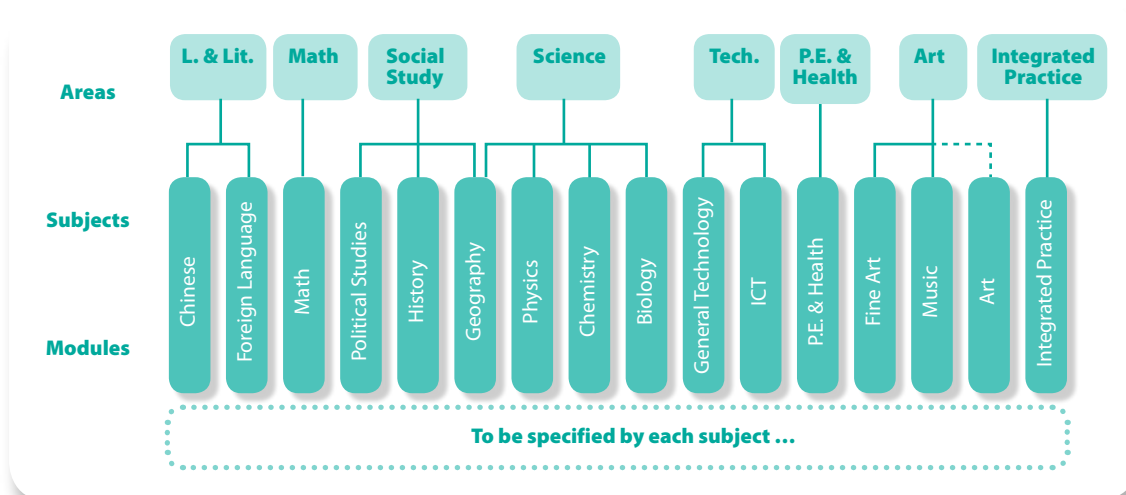 L. & Lit.
Math
Social
Study
Science
Tech.
P.E. &
Health
Art
Integrated
Practice
Areas
Subjects
Modules
Chinese
Foreign Language
Math
Political Studies
History
Geography
Physics
Chemistry
Biology
General Technology
ICT
P.E. & Health
Fine Art
Music
Art
Integrated Practice
To be specified by each subject ...